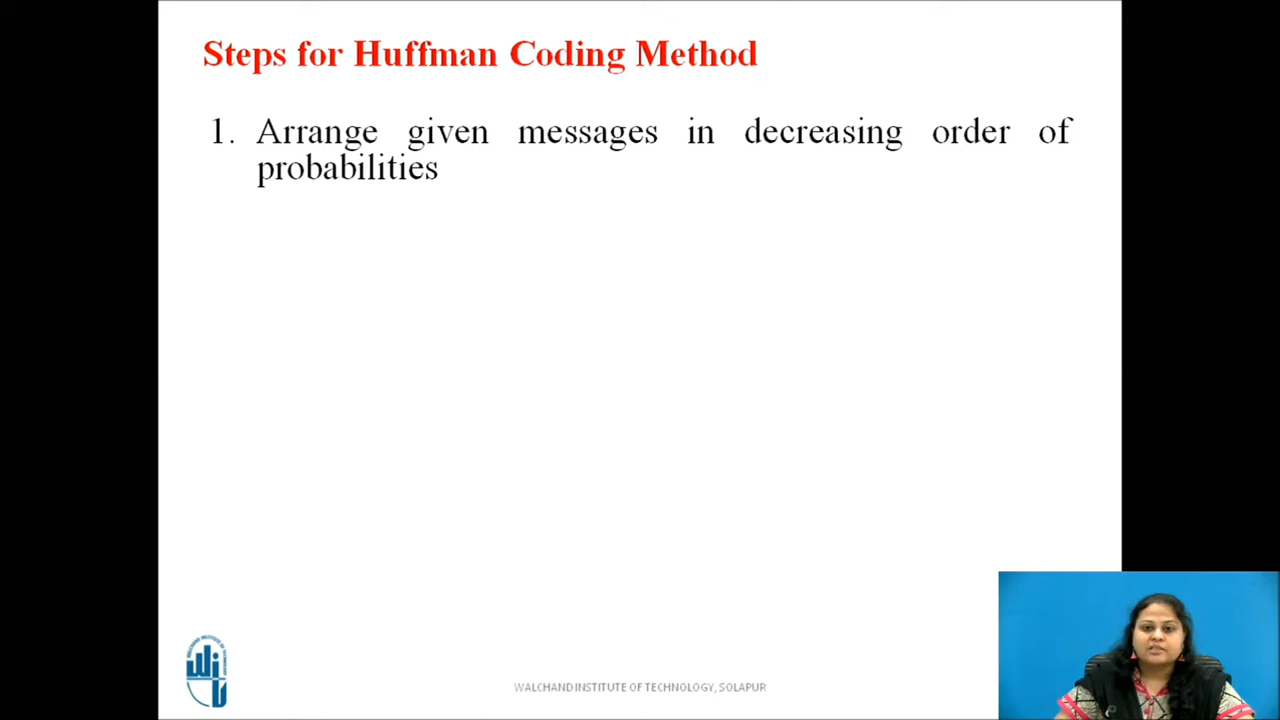 Steps for Huffman Coding Method
1. Arrange given messages in decreasing order of
probabilities
WALCHAND INSTITUTE OF TECHNOLOGY, SOLAPUR